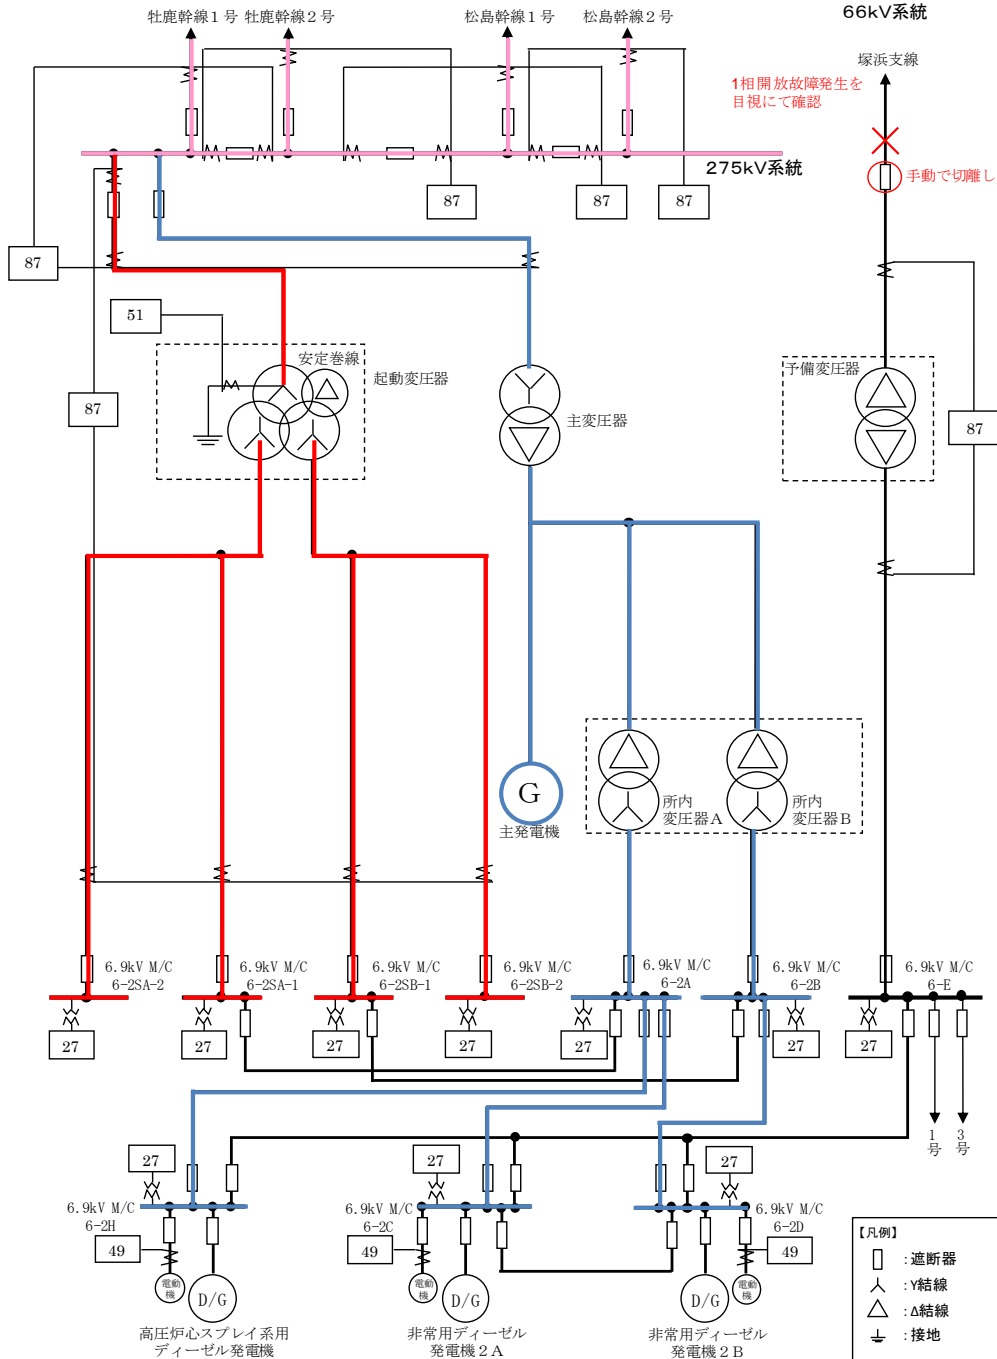 牡鹿幹線1号
牡鹿幹線2号
松島幹線1号
松島幹線2号
66kV系統
塚浜支線
1相開放故障発生を
目視にて確認
275kV系統
手動で切離し
87
87
87
87
51
安定巻線
起動変圧器
予備変圧器
87
主変圧器
87
G
主発電機
所内
変圧器A
所内
変圧器B
6.9kV M/C
6-2SA-2
6.9kV M/C
6-2SA-1
6.9kV M/C
6-2SB-1
6.9kV M/C
6-2SB-2
6.9kV M/C
6-2A
6.9kV M/C
6-2B
6.9kV M/C
6-E
27
27
27
27
27
27
27
1
号
3
号
27
27
27
6.9kV M/C
6-2H
6.9kV M/C
6-2C
6.9kV M/C
6-2D
49
49
49
電動
機
D/G
電動
機
D/G
D/G
電動
機
高圧炉心スプレイ系用
ディーゼル発電機
非常用ディーゼル
発電機2A
非常用ディーゼル
発電機2B
【凡例】
:遮断器
:Y結線
:Δ結線
:接地